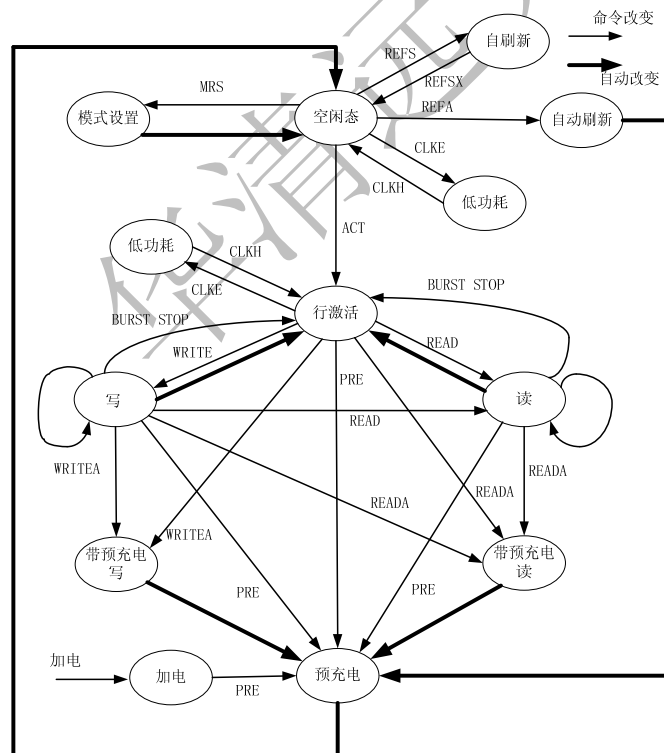 命令改变
自动改变
自刷新
REFS
REFSX
MRS
模式设置
空闲态
REFA
自动刷新
CLKE
CLKH
低功耗
ACT
低功耗
CLKH
CLKE
行激活
BURST STOP
BURST STOP
WRITE
READ
PRE
写
读
READ
WRITEA
READA
READA
READA
WRITEA
带预充电
写
带预充电
读
PRE
PRE
加电
加电
PRE
预充电
华清远